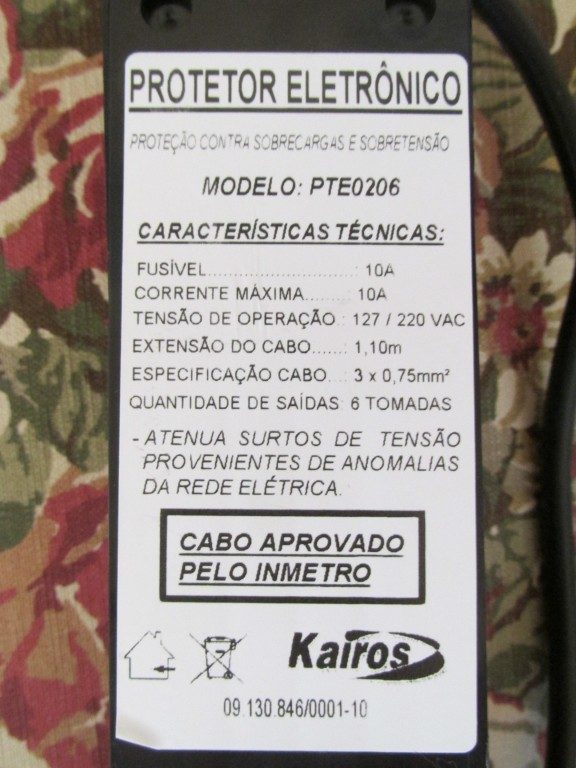 PROTETOR ELETRÔNICO
PROTEÇÃO CONTRA SOBRECARGAS E SOBRETENSÃO
MODELO: PTE0206
CARACTERÍSTICAS TÉCNICAS:
FUSÍVEL......................: 10A
CORRENTE MÁXIMA.......: 10A
TENSÃO DE OPERAÇÃO.: 127 / 220 VAC
EXTENSÃO DO CABO......: 1,10m
ESPECIFICAÇÃO CABO...: 3 x 0,75mm²
QUANTIDADE DE SAÍDAS: 6 TOMADAS
- ATENUA SURTOS DE TENSÃO
PROVENIENTES DE ANOMALIAS
DA REDE ELÉTRICA.
CABO APROVADO
PELO INMETRO
Kairos
09.130.846/0001-10